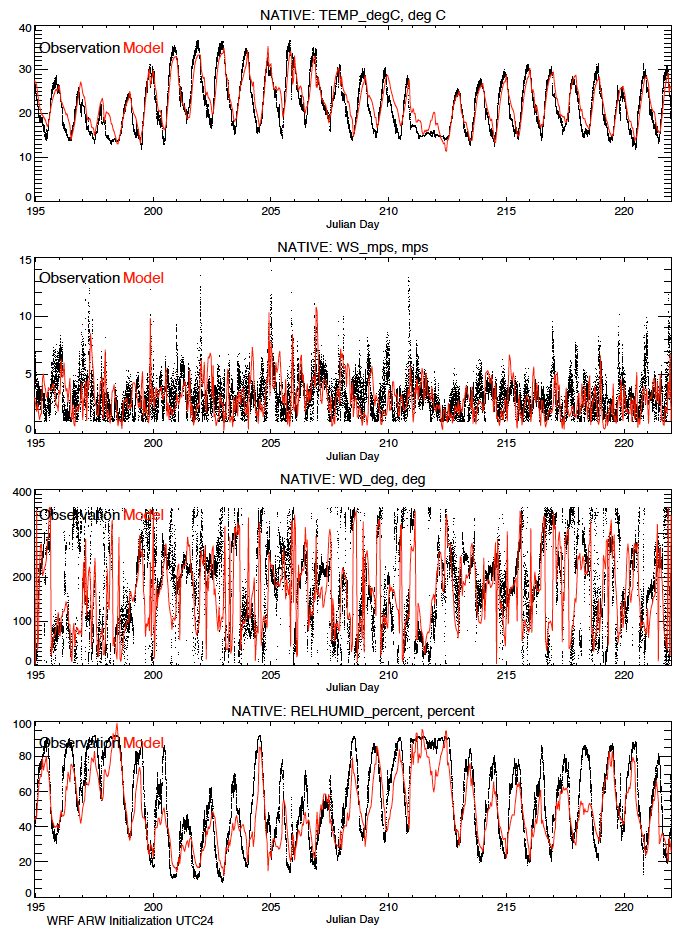 NATIVE: TEMP_degC, deg C
Observation Model
40
30
20
10
0
195 200 205 210 215 220
Julian Day
NATIVE: WS_mps, mps
15
Observation Model
10
5
0
195 200 205 210 215 220
Julian Day
NATIVE: WD_deg, deg
400
Observation Model
300
200
100
0
195 200 205 210 215 220
Julian Day
NATIVE: RELHUMID_percent, percent
100
Observation Model
80
60
40
20
0
195 200 205 210 215 220
WRF ARW Initialization UTC24 Julian Day